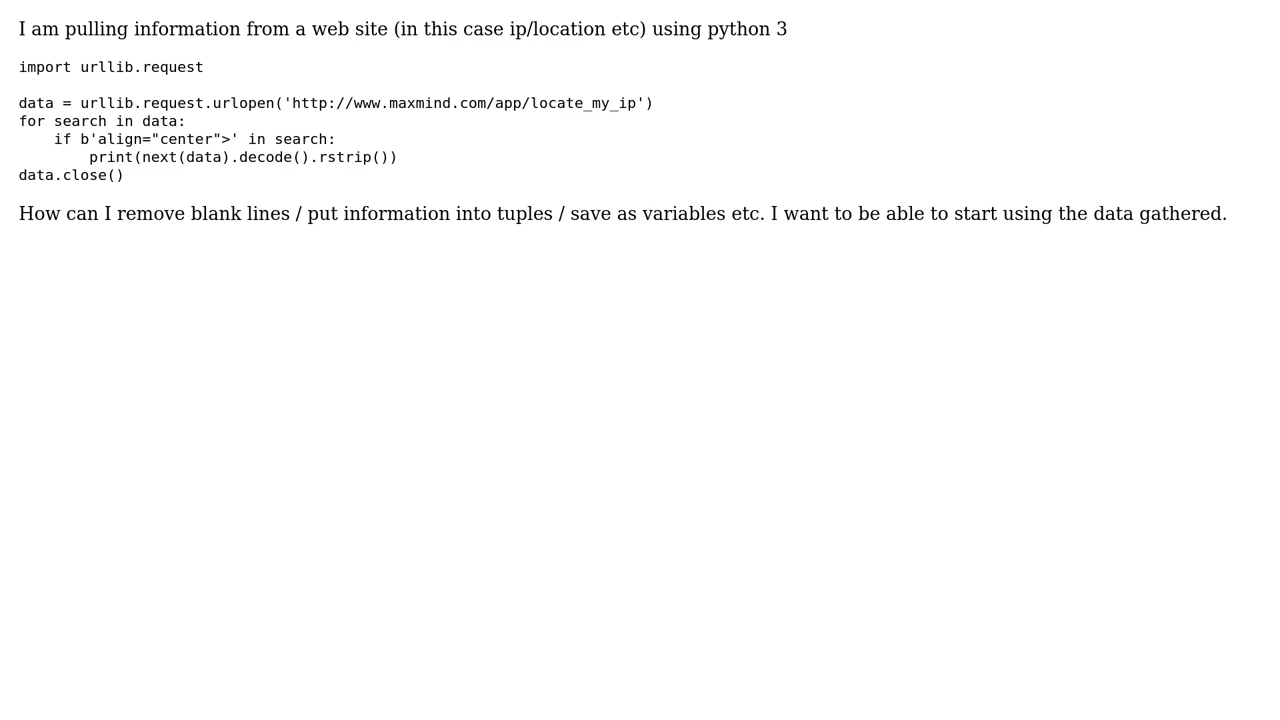 I am pulling information from a web site (in this case ip/location etc) using python 3
import urllib.request
data = urllib.request.urlopen('http://www.maxmind.com/app/locate_my_ip')
for search in data:
    if b'align="center">' in search:
        print(next(data).decode().rstrip())
data.close()
How can I remove blank lines / put information into tuples / save as variables etc. I want to be able to start using the data gathered.